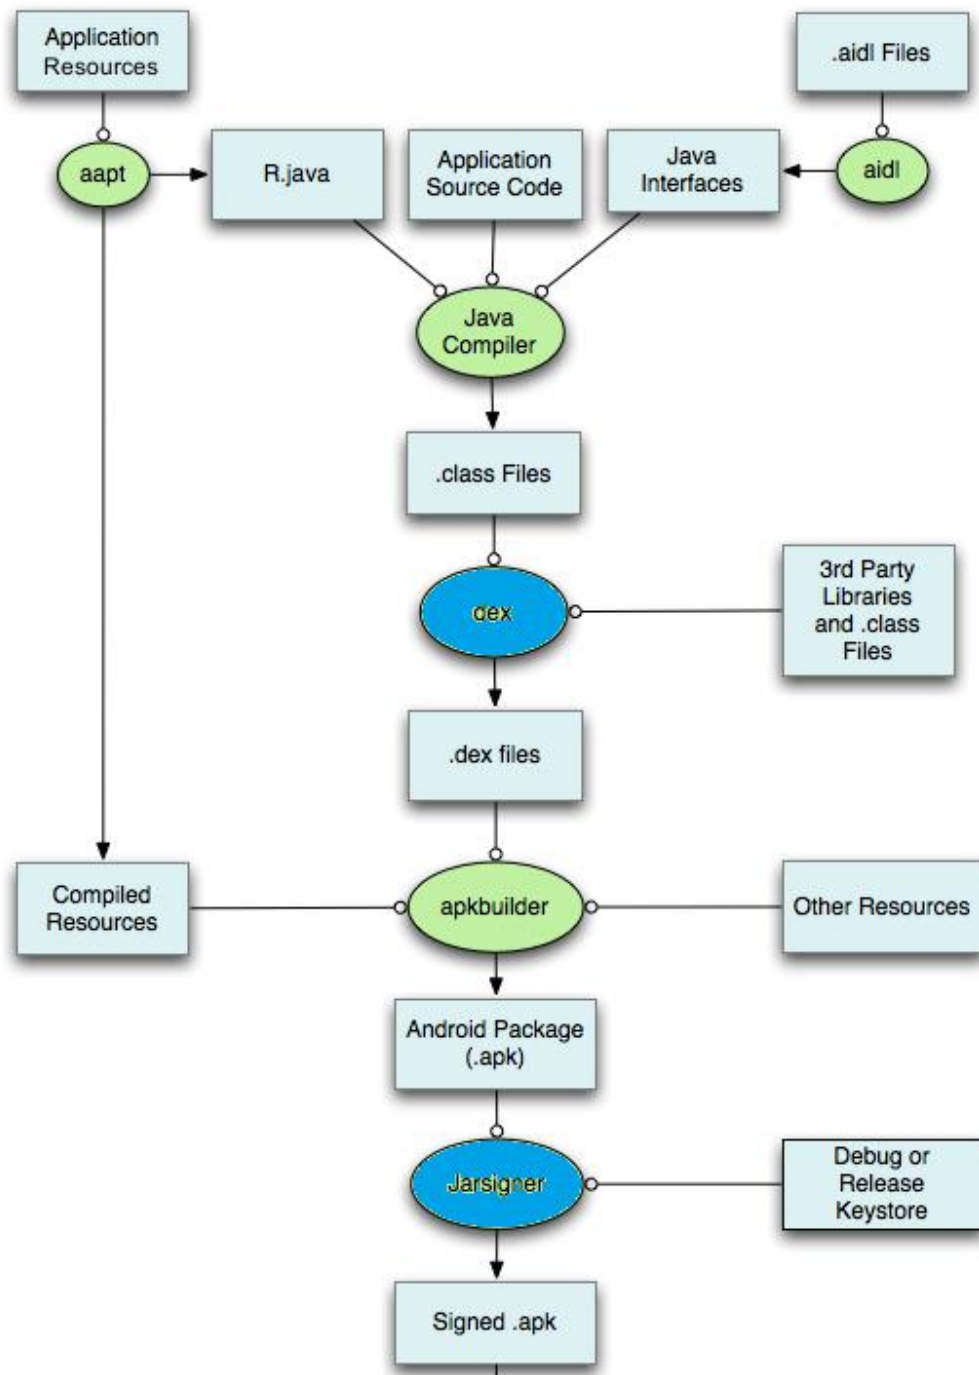 Application
Resources
.aidl Files
aapt
R.java
Application
Source Code
Java
Interfaces
aidl
Java
Compiler
.class Files
dex
3rd Party
Libraries
and .class
Files
.dex files
Compiled
Resources
apkbuilder
Other Resources
Android Package
(.apk)
Jarsigner
Debug or
Release
Keystore
Signed .apk